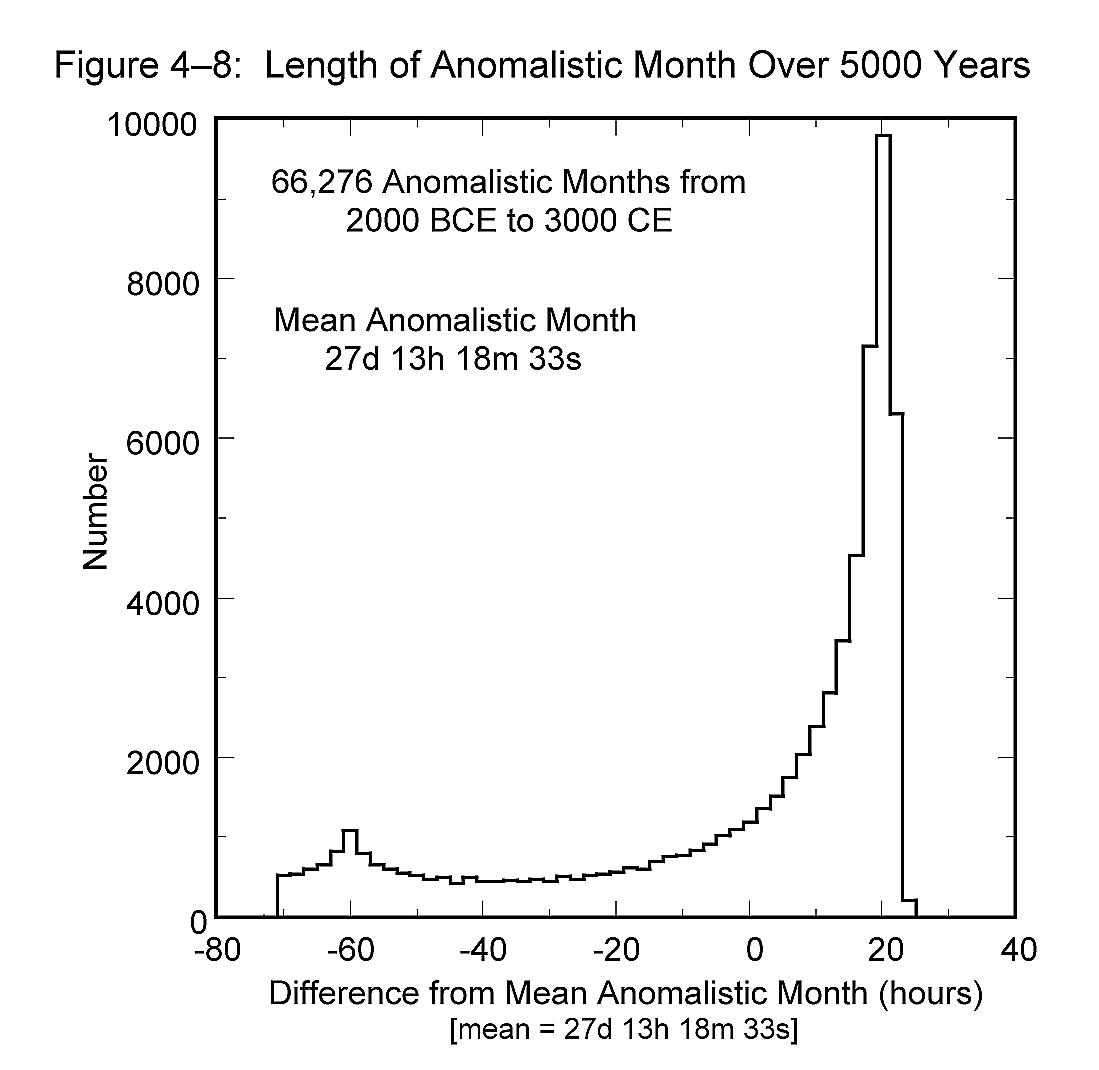 Figure 4–8:  Length of Anomalistic Month Over 5000 Years
10000
66,276 Anomalistic Months from
2000 BCE to 3000 CE
8000
Mean Anomalistic Month
27d 13h 18m 33s
6000
Number
4000
2000
0
-80 -60 -40 -20 0 20 40
Difference from Mean Anomalistic Month (hours)
[mean = 27d 13h 18m 33s]